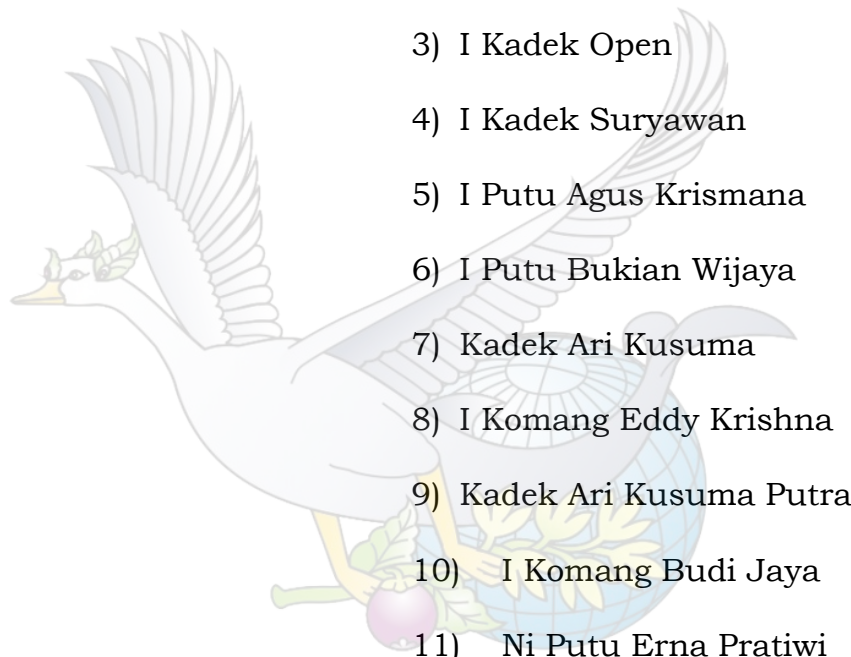 3) I Kadek Open
4) I Kadek Suryawan
5) I Putu Agus Krismana
6) I Putu Bukian Wijaya
7) Kadek Ari Kusuma
8) I Komang Eddy Krishna
9) Kadek Ari Kusuma Putra
10) I Komang Budi Jaya
11) Ni Putu Erna Pratiwi